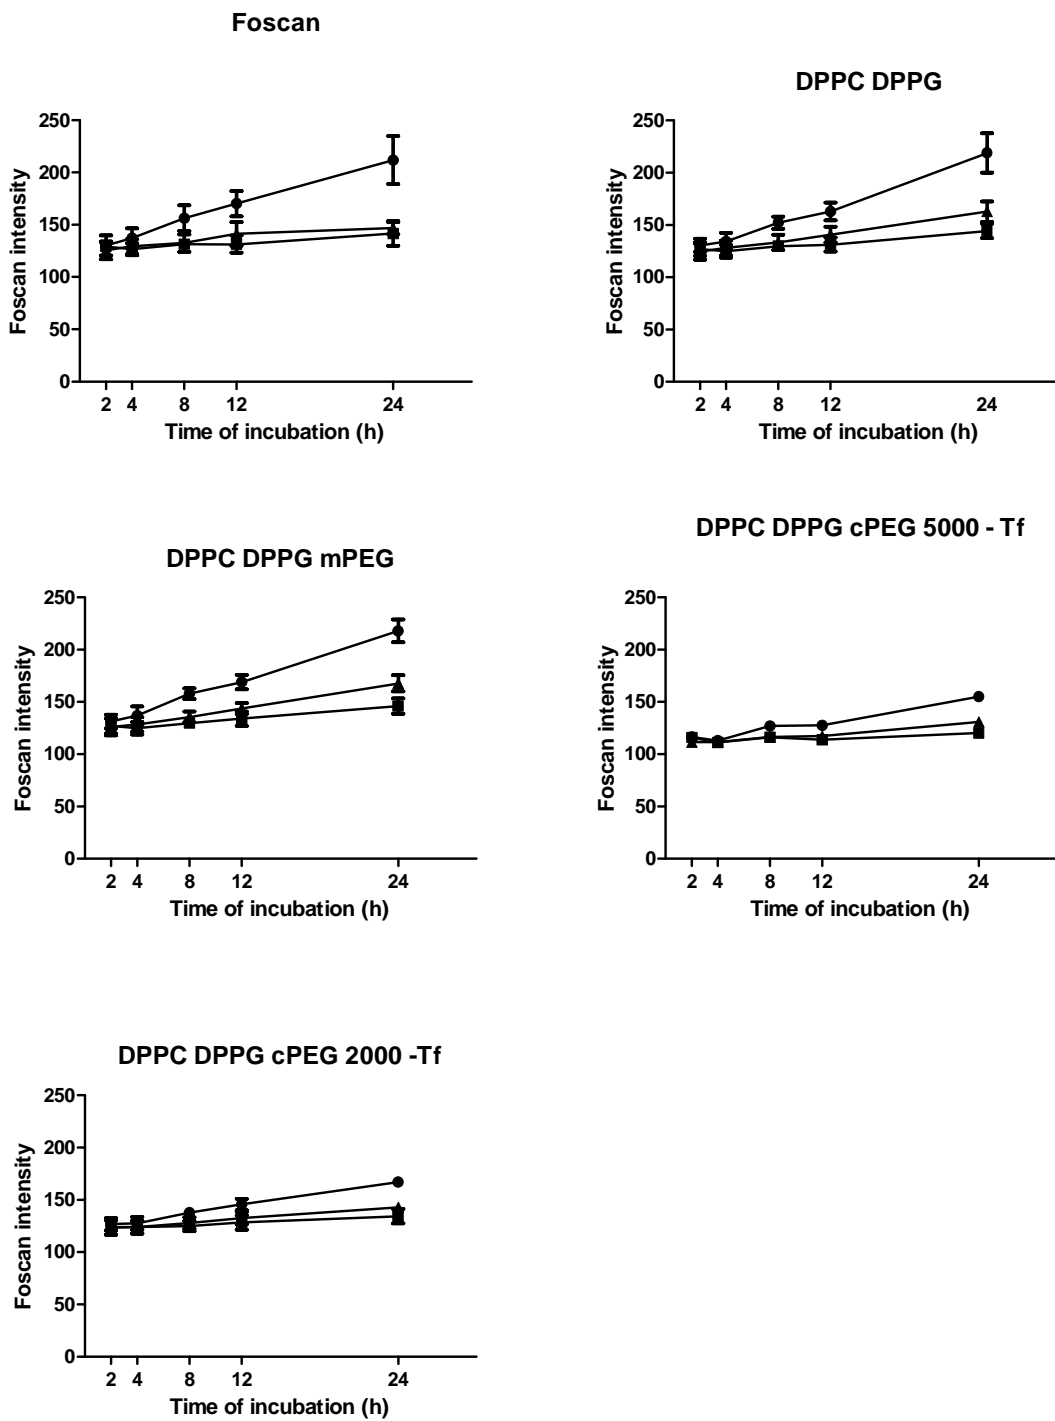 Foscan
250
200
150
100
50
0
Foscan intensity
2 4 8 12 24
Time of incubation (h)
DPPC DPPG
250
200
150
100
50
0
Foscan intensity
2 4 8 12 24
Time of incubation (h)
DPPC DPPG mPEG
250
200
150
100
50
0
Foscan intensity
2 4 8 12 24
Time of incubation (h)
DPPC DPPG cPEG 5000 - Tf
250
200
150
100
50
0
Foscan intensity
2 4 8 12 24
Time of incubation (h)
DPPC DPPG cPEG 2000 -Tf
250
200
150
100
50
0
Foscan intensity
2 4 8 12 24
Time of incubation (h)